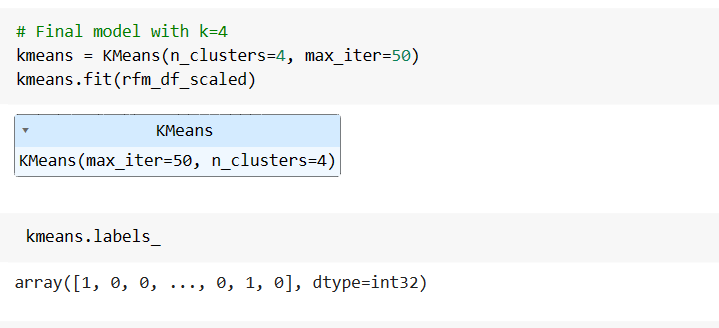 # Final model with k=4
kmeans = KMeans(n_clusters=4, max_iter=50)
kmeans.fit(rfm_df_scaled)
KMeans
KMeans(max_iter=50, n_clusters=4)
kmeans.labels_
array([1, 0, 0, ..., 0, 1, 0], dtype=int32)